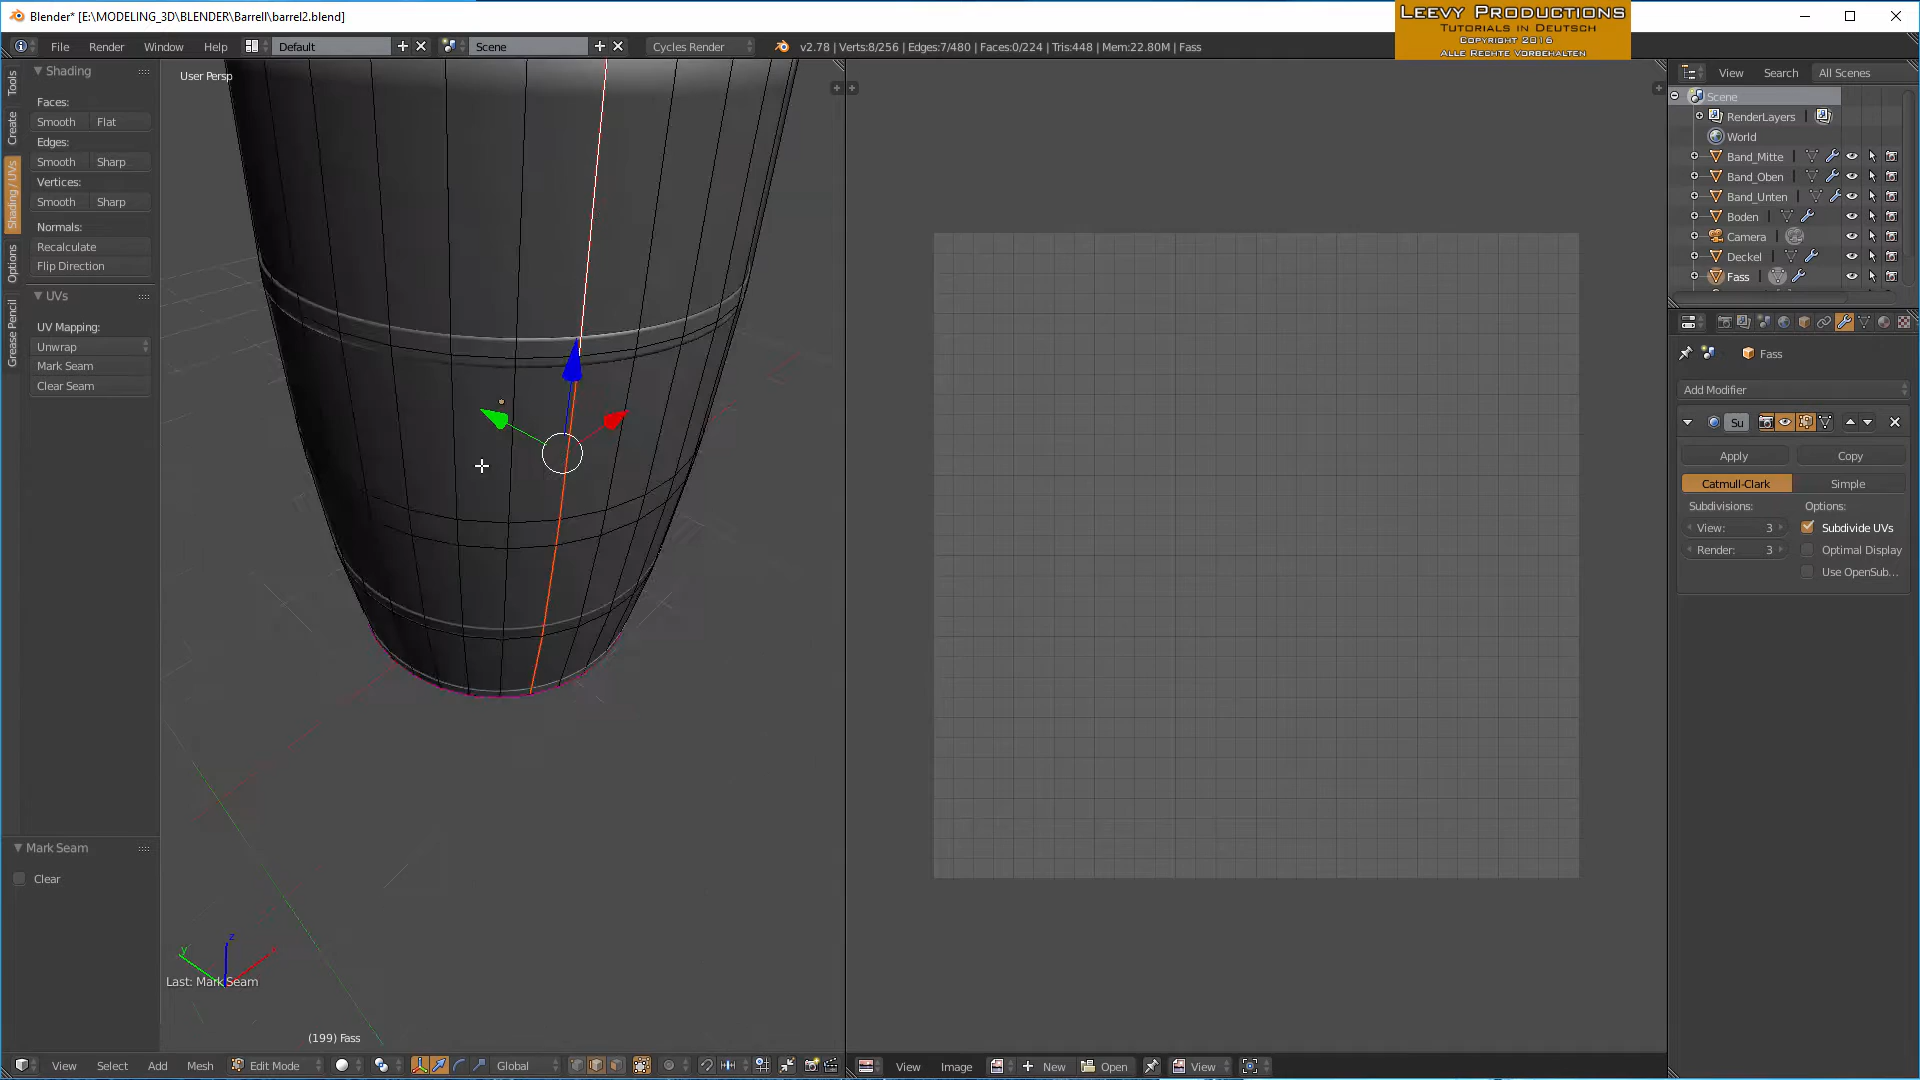 Blender* [E:\MODELING_3D\BLENDER\Barrell\barrel2.blend]
LEEVY PRODUCTIONS
TUTORIALS IN DEUTSCH
COPYRIGHT 2016
ALLE RECHTE VORBEHALTEN
File Render Window Help Default Scene Cycles Render v2.78 | Verts:8/256 | Edges:7/480 | Faces:0/224 | Tris:448 | Mem:22.80M | Fass
Tools
Create
Shading / UVs
Options
Grease Pencil
Shading
Faces:
Smooth Flat
Edges:
Smooth Sharp
Vertices:
Smooth Sharp
Normals:
Recalculate
Flip Direction
UVs
UV Mapping:
Unwrap
Mark Seam
Clear Seam
Mark Seam
Clear
User Persp
z
y
Last: Mark Seam
(199) Fass
View Select Add Mesh Edit Mode Global
View Image New Open View
View Search All Scenes
Scene
RenderLayers
World
Band_Mitte
Band_Oben
Band_Unten
Boden
Camera
Deckel
Fass
Fass
Add Modifier
Su
Apply Copy
Catmull-Clark Simple
Subdivisions: Options:
View: 3 Subdivide UVs
Render: 3 Optimal Display
Use OpenSub...